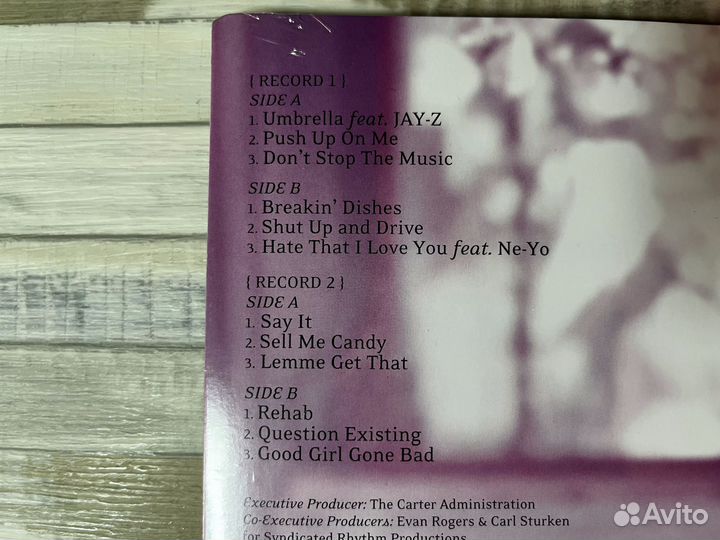 { RECORD 1 }
SIDE A
1. Umbrella feat. JAY-Z
2. Push Up On Me
3. Don't Stop The Music
SIDE B
1. Breakin' Dishes
2. Shut Up and Drive
3. Hate That I Love You feat. Ne-Yo
{ RECORD 2 }
SIDE A
1. Say It
2. Sell Me Candy
3. Lemme Get That
SIDE B
1. Rehab
2. Question Existing
3. Good Girl Gone Bad
Executive Producer: The Carter Administration
Co-Executive Producers: Evan Rogers & Carl Sturken
for Syndicated Rhythm Productions
Avito